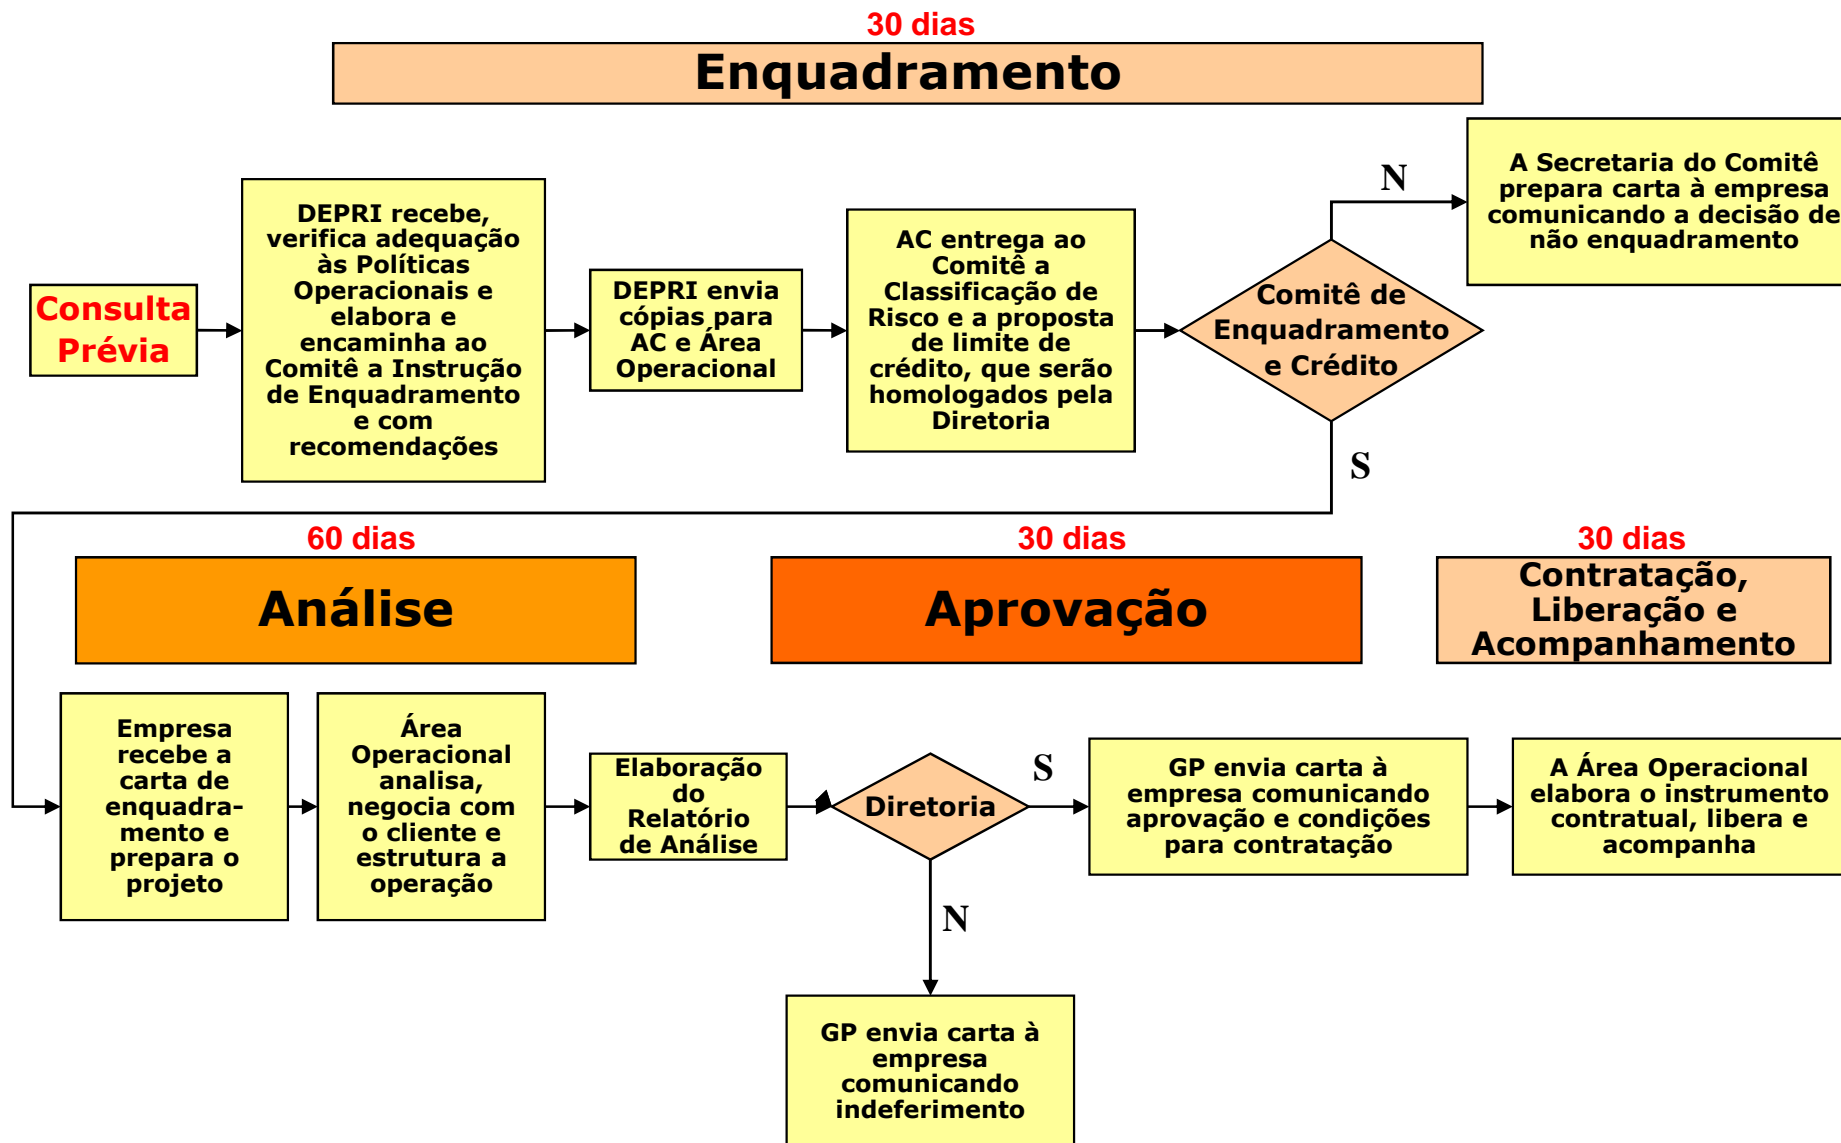 30 dias
Enquadramento
Consulta
Prévia
DEPRI recebe,
verifica adequação
às Políticas
Operacionais e
elabora e
encaminha ao
Comitê a Instrução
de Enquadramento
e com
recomendações
DEPRI envia
cópias para
AC e Área
Operacional
AC entrega ao
Comitê a
Classificação de
Risco e a proposta
de limite de
crédito, que serão
homologados pela
Diretoria
Comitê de
Enquadramento
e Crédito
N
A Secretaria do Comitê
prepara carta à empresa
comunicando a decisão de
não enquadramento
S
60 dias
Análise
30 dias
Aprovação
30 dias
Contratação,
Liberação e
Acompanhamento
Empresa
recebe a
carta de
enquadra-
mento e
prepara o
projeto
Área
Operacional
analisa,
negocia com
o cliente e
estrutura a
operação
Elaboração
do
Relatório
de Análise
Diretoria
S
GP envia carta à
empresa comunicando
aprovação e condições
para contratação
A Área Operacional
elabora o instrumento
contratual, libera e
acompanha
N
GP envia carta à
empresa
comunicando
indeferimento